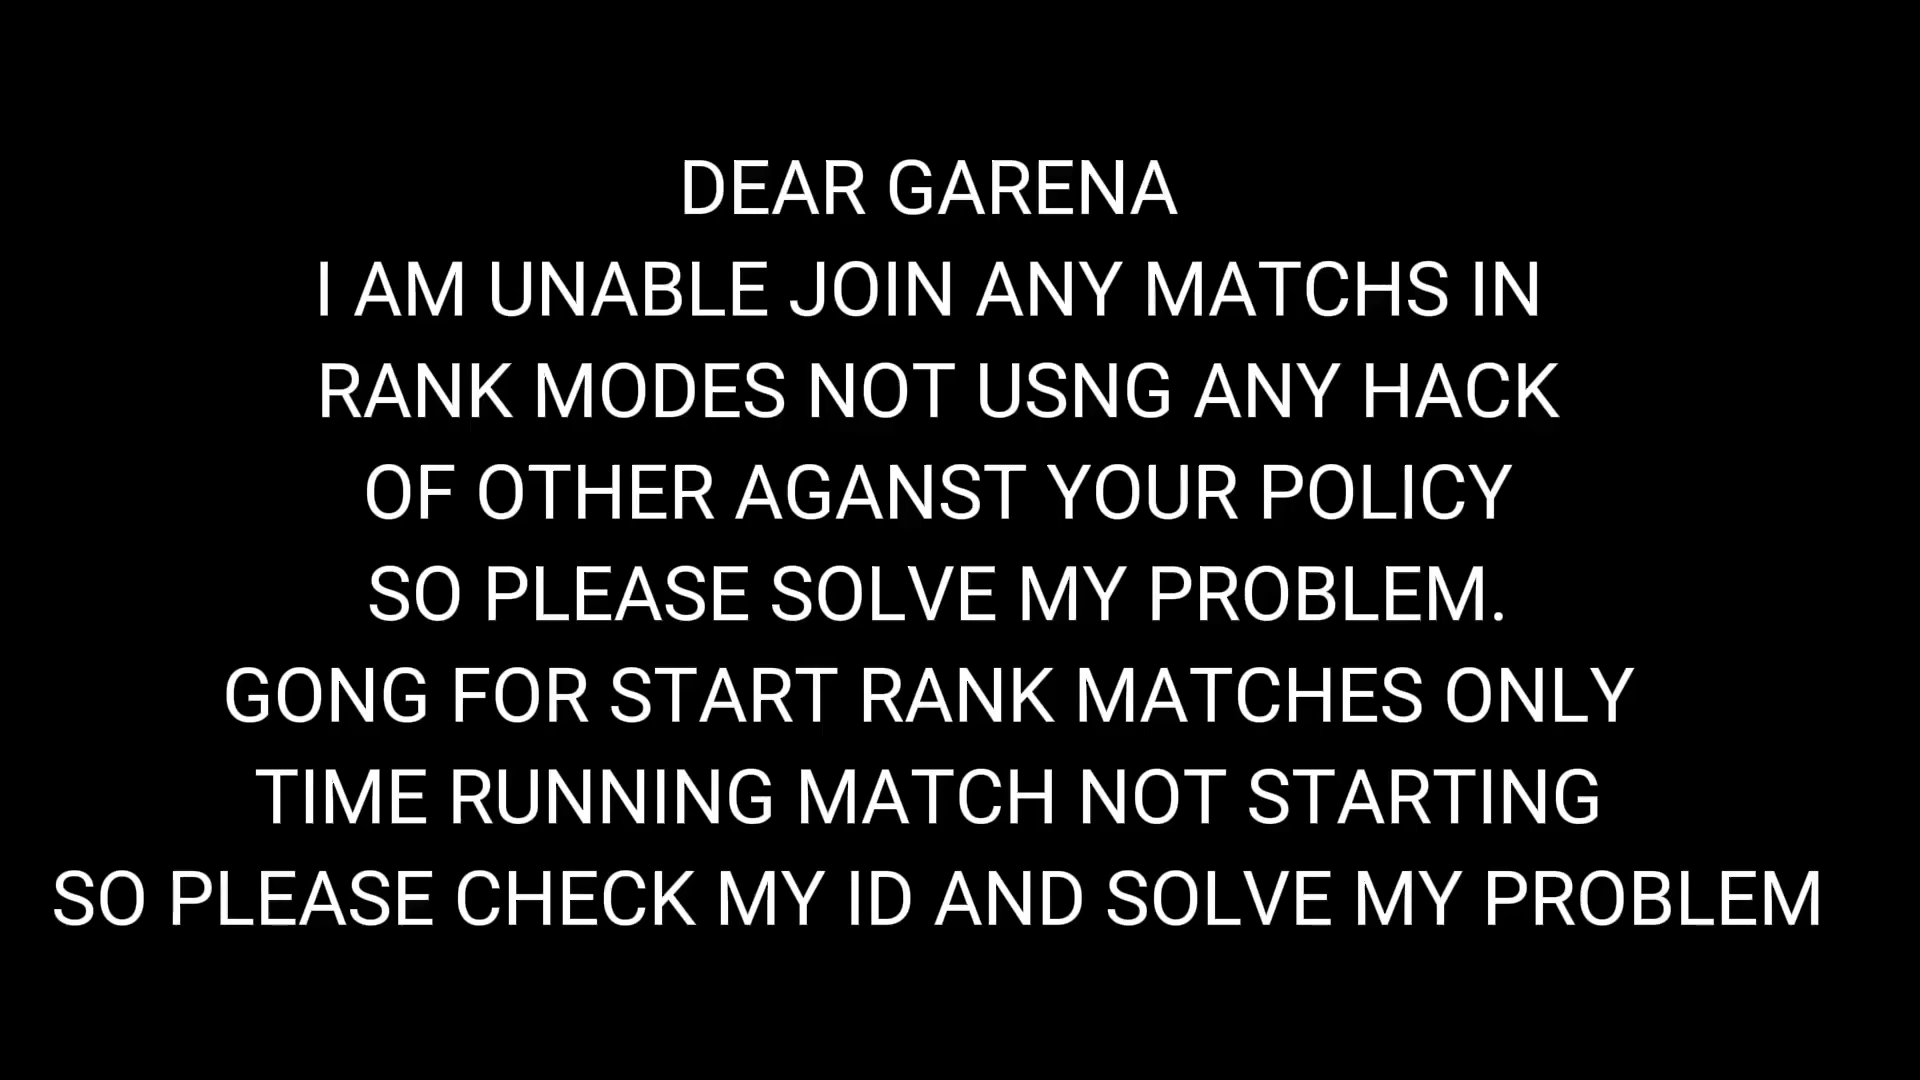 DEAR GARENA
I AM UNABLE JOIN ANY MATCHS IN
RANK MODES NOT USNG ANY HACK
OF OTHER AGANST YOUR POLICY
SO PLEASE SOLVE MY PROBLEM.
GONG FOR START RANK MATCHES ONLY
TIME RUNNING MATCH NOT STARTING
SO PLEASE CHECK MY ID AND SOLVE MY PROBLEM